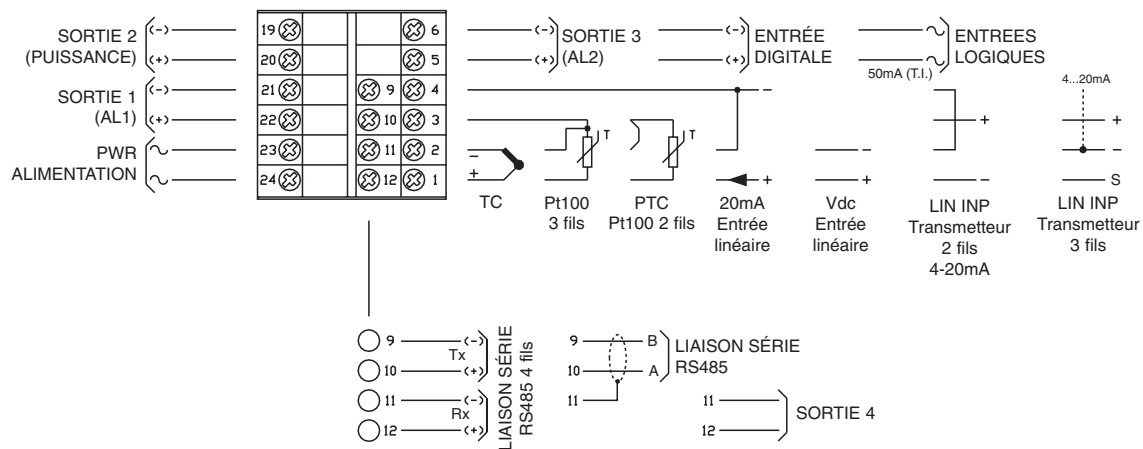 SORTIE 2
(PUISSANCE)
(-)
(+)
SORTIE 1
(AL1)
(-)
(+)
PWR
ALIMENTATION
19
20
21
22
23
24
9
10
11
12
6
5
4
3
2
1
(-)
(+)
SORTIE 3
(AL2)
(-)
(+)
ENTRÉE
DIGITALE
ENTREES
LOGIQUES
50mA (T.I.)
4...20mA
−
+
TC
T
Pt100
3 fils
T
PTC
Pt100 2 fils
−
+
20mA
Entrée
linéaire
−
+
Vdc
Entrée
linéaire
+
−
LIN INP
Transmetteur
2 fils
4-20mA
+
−
S
LIN INP
Transmetteur
3 fils
9
10
11
12
(-)
Tx
(+)
(-)
Rx
(+)
LIAISON SÉRIE
RS485 4 fils
9
10
11
B
A
LIAISON SÉRIE
RS485
11
12
SORTIE 4